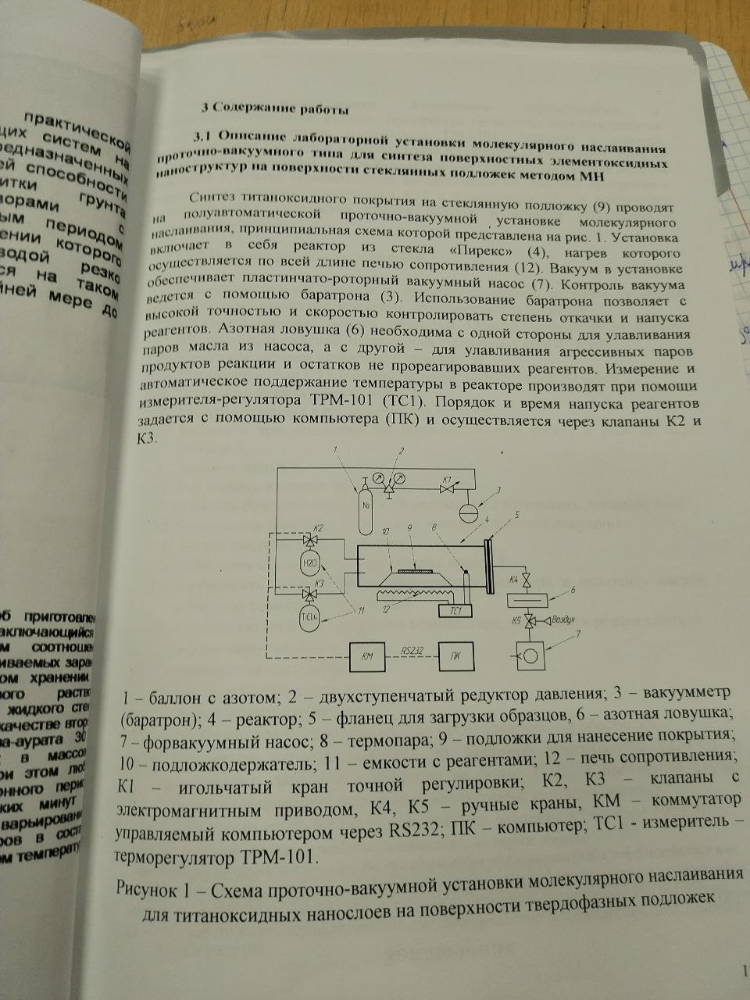 практической
щих систем на
редназначенных
ей способности
итки грунта
ворами с
ым периодом
ении которого
водой резко
ся на таком
йней мере до
об приготовлен
аключающийся
м соотноше
иваемых зара
ом хранении
ого раство
жидкого сте
качестве втор
ва-аурата 30
в массо
ри этом лю
онного пери
ких минут
варьировани
ров в сост
ом температу
3 Содержание работы
3.1 Описание лабораторной установки молекулярного наслаивания
проточно-вакуумного типа для синтеза поверхностных элементоксидных
наноструктур на поверхности стеклянных подложек методом МН
Синтез титаноксидного покрытия на стеклянную подложку (9) проводят
на полуавтоматической проточно-вакуумной установке молекулярного
наслаивания, принципиальная схема которой представлена на рис. 1. Установка
включает в себя реактор из стекла «Пирекс» (4), нагрев которого
осуществляется по всей длине печью сопротивления (12). Вакуум в установке
обеспечивает пластинчато-роторный вакуумный насос (7). Контроль вакуума
ведется с помощью баратрона (3). Использование баратрона позволяет с
высокой точностью и скоростью контролировать степень откачки и напуска
реагентов. Азотная ловушка (6) необходима с одной стороны для улавливания
паров масла из насоса, а с другой – для улавливания агрессивных паров
продуктов реакции и остатков не прореагировавших реагентов. Измерение и
автоматическое поддержание температуры в реакторе производят при помощи
измерителя-регулятора ТРМ-101 (ТС1). Порядок и время напуска реагентов
задается с помощью компьютера (ПК) и осуществляется через клапаны К2 и
К3.
1 2 К1 3 4 5
N2
К2 10 9 8
H2O
К3 11 12 ТС1
TiCL4
К4 6
К5 Воздух 7
КМ RS232 ПК
1 – баллон с азотом; 2 – двухступенчатый редуктор давления; 3 – вакуумметр
(баратрон); 4 – реактор; 5 – фланец для загрузки образцов, 6 – азотная ловушка;
7 – форвакуумный насос; 8 – термопара; 9 – подложки для нанесение покрытия;
10 – подложкодержатель; 11 – емкости с реагентами; 12 – печь сопротивления;
К1 – игольчатый кран точной регулировки; К2, К3 – клапаны с
электромагнитным приводом, К4, К5 – ручные краны, КМ – коммутатор
управляемый компьютером через RS232; ПК – компьютер; ТС1 - измеритель –
терморегулятор ТРМ-101.
Рисунок 1 – Схема проточно-вакуумной установки молекулярного наслаивания
для титаноксидных нанослоев на поверхности твердофазных подложек
1